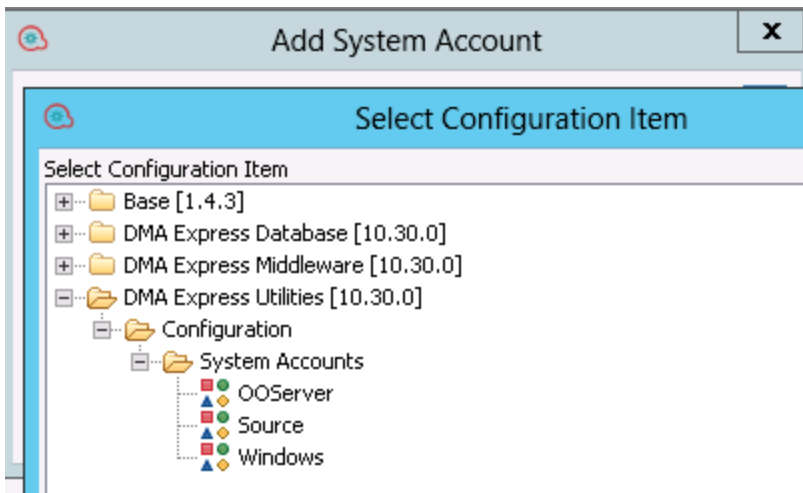 Add System Account
x
Select Configuration Item
Select Configuration Item
Base [1.4.3]
DMA Express Database [10.30.0]
DMA Express Middleware [10.30.0]
DMA Express Utilities [10.30.0]
Configuration
System Accounts
OOServer
Source
Windows